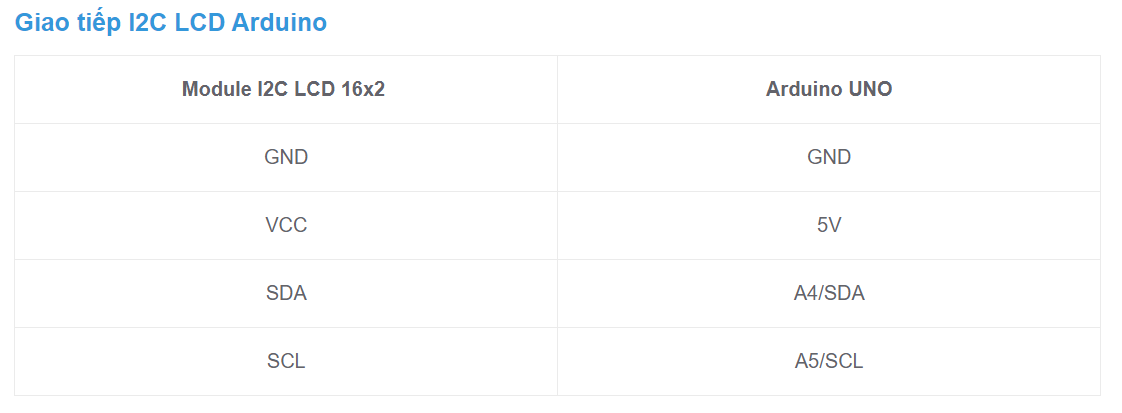 Giao tiếp I2C LCD Arduino
Module I2C LCD 16x2 Arduino UNO
GND GND
VCC 5V
SDA A4/SDA
SCL A5/SCL